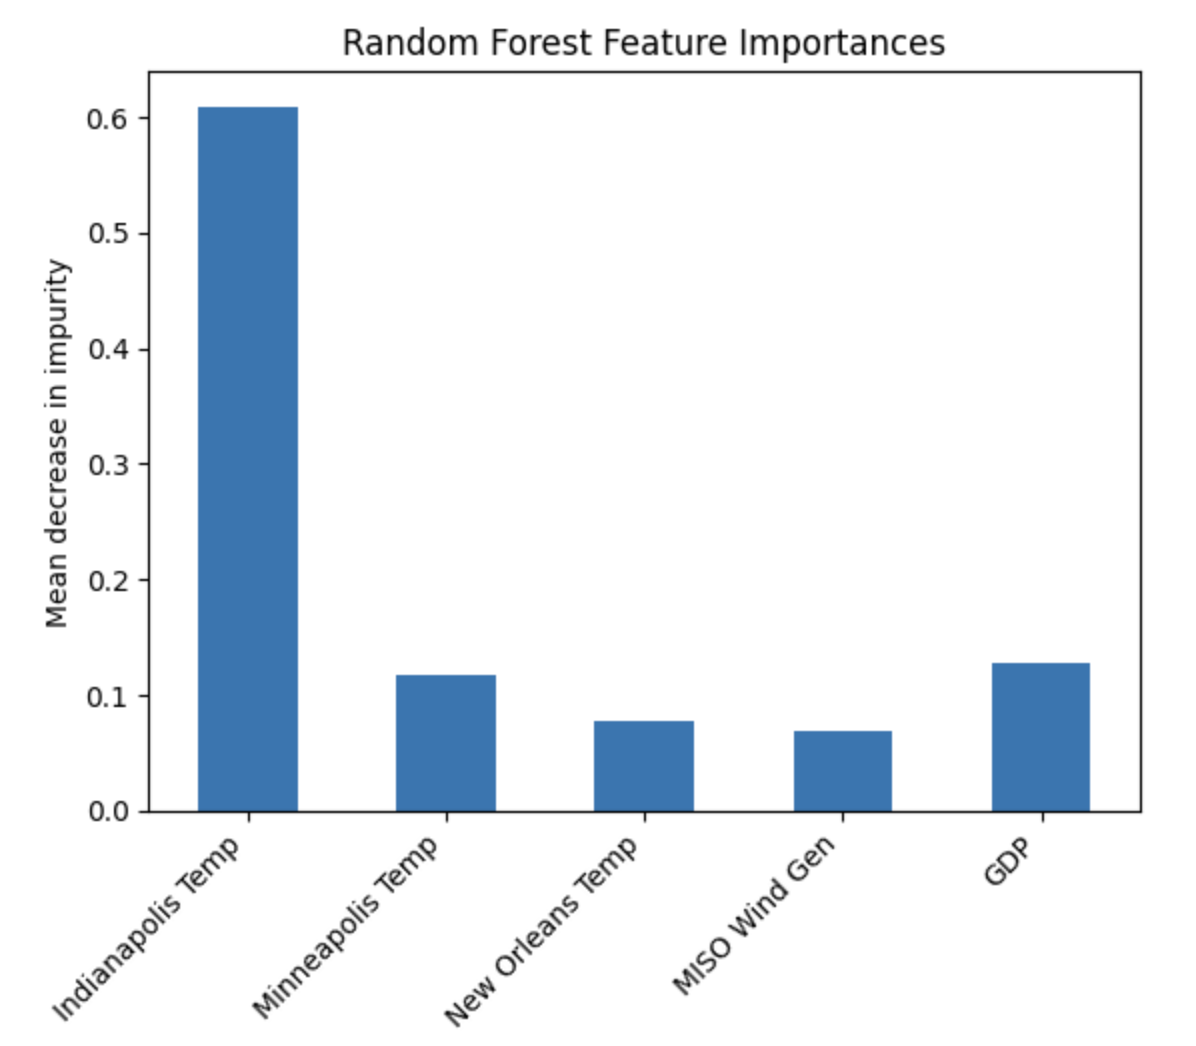 Random Forest Feature Importances
Mean decrease in impurity
0.6
0.5
0.4
0.3
0.2
0.1
0.0
Indianapolis Temp
Minneapolis Temp
New Orleans Temp
MISO Wind Gen
GDP